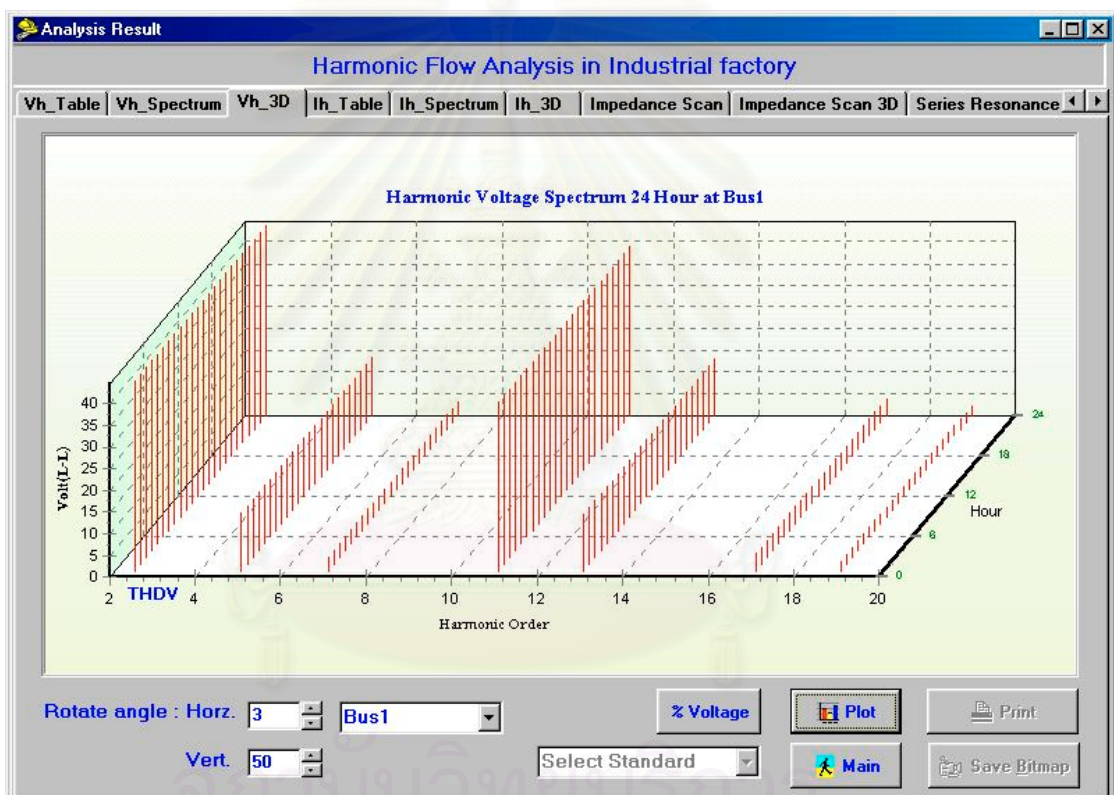 Analysis Result
Harmonic Flow Analysis in Industrial factory
Vh_Table Vh_Spectrum Vh_3D Ih_Table Ih_Spectrum Ih_3D Impedance Scan Impedance Scan 3D Series Resonance
Harmonic Voltage Spectrum 24 Hour at Bus1
Volt(L-L)
40
35
30
25
20
15
10
5
0
24
18
12
6
0
Hour
2 4 6 8 10 12 14 16 18 20
THDV
Harmonic Order
Rotate angle : Horz. 3 Bus1 % Voltage Plot Print
Vert. 50 Select Standard Main Save Bitmap